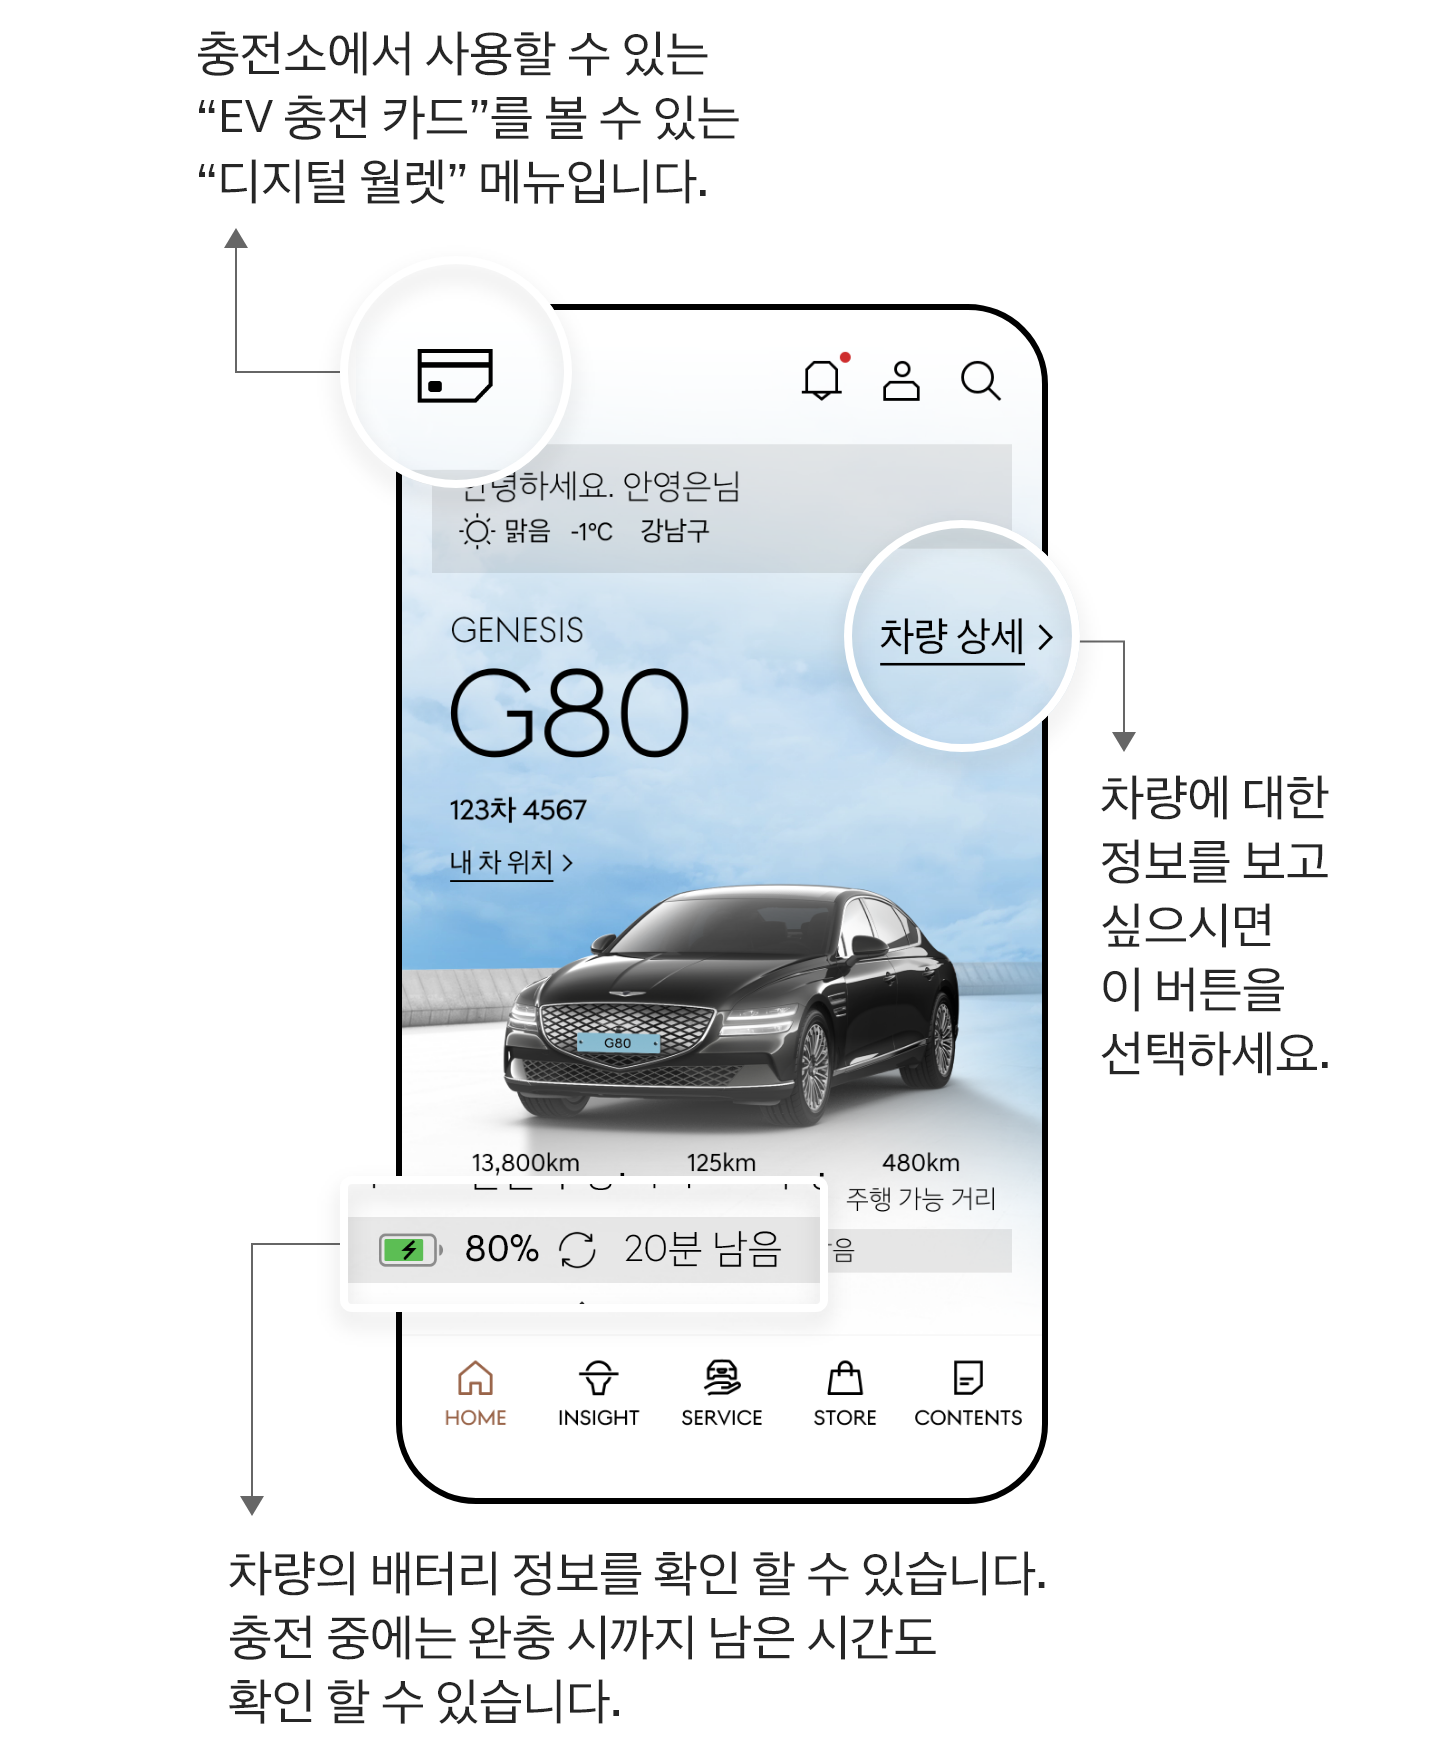 충전소에서 사용할 수 있는
“EV 충전 카드”를 볼 수 있는
“디지털 월렛” 메뉴입니다.
안녕하세요. 안영은님
맑음 -1°C 강남구
차량 상세 >
GENESIS
G80
123차 4567
내 차 위치 >
차량에 대한
정보를 보고
싶으시면
이 버튼을
선택하세요.
G80
13,800km 125km 480km
주행 가능 거리
80% 20분 남음
음
HOME INSIGHT SERVICE STORE CONTENTS
차량의 배터리 정보를 확인 할 수 있습니다.
충전 중에는 완충 시까지 남은 시간도
확인 할 수 있습니다.